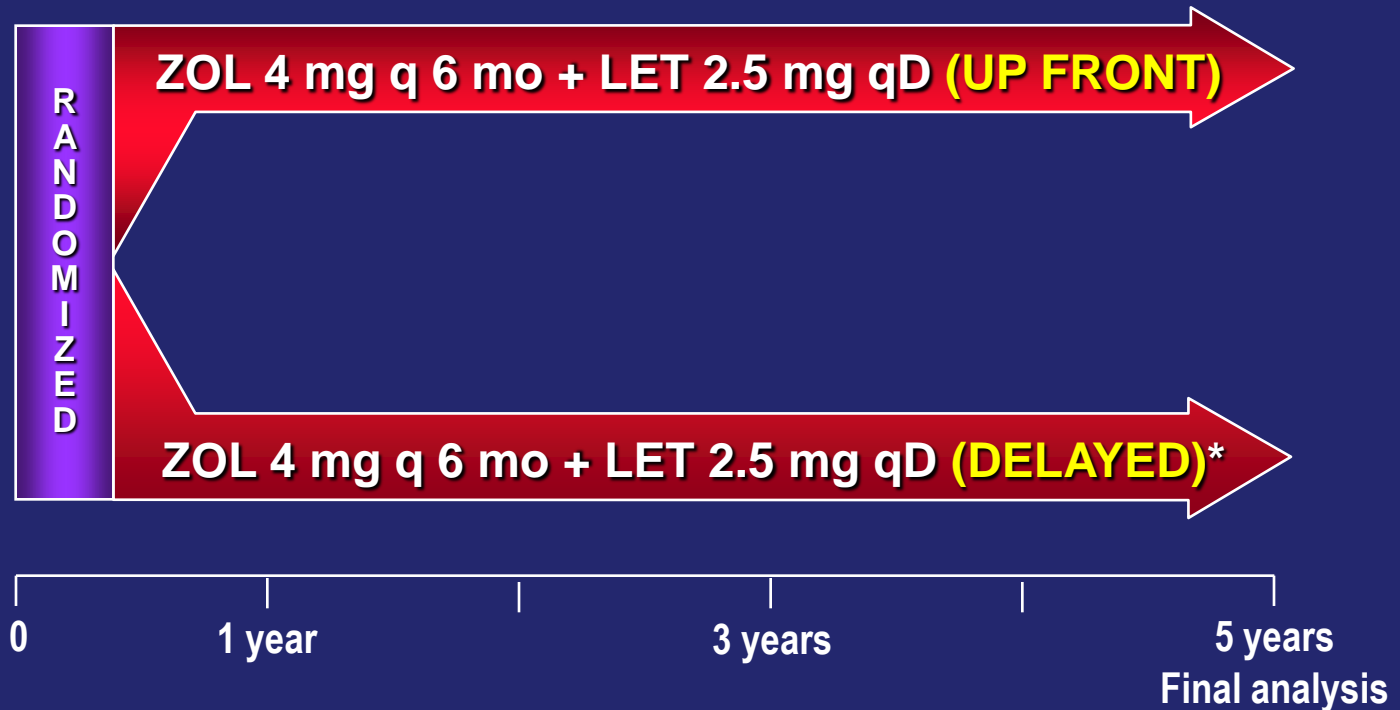 RANDOMIZED
ZOL 4 mg q 6 mo + LET 2.5 mg qD (UP FRONT)
ZOL 4 mg q 6 mo + LET 2.5 mg qD (DELAYED)*
0 1 year 3 years 5 years
Final analysis